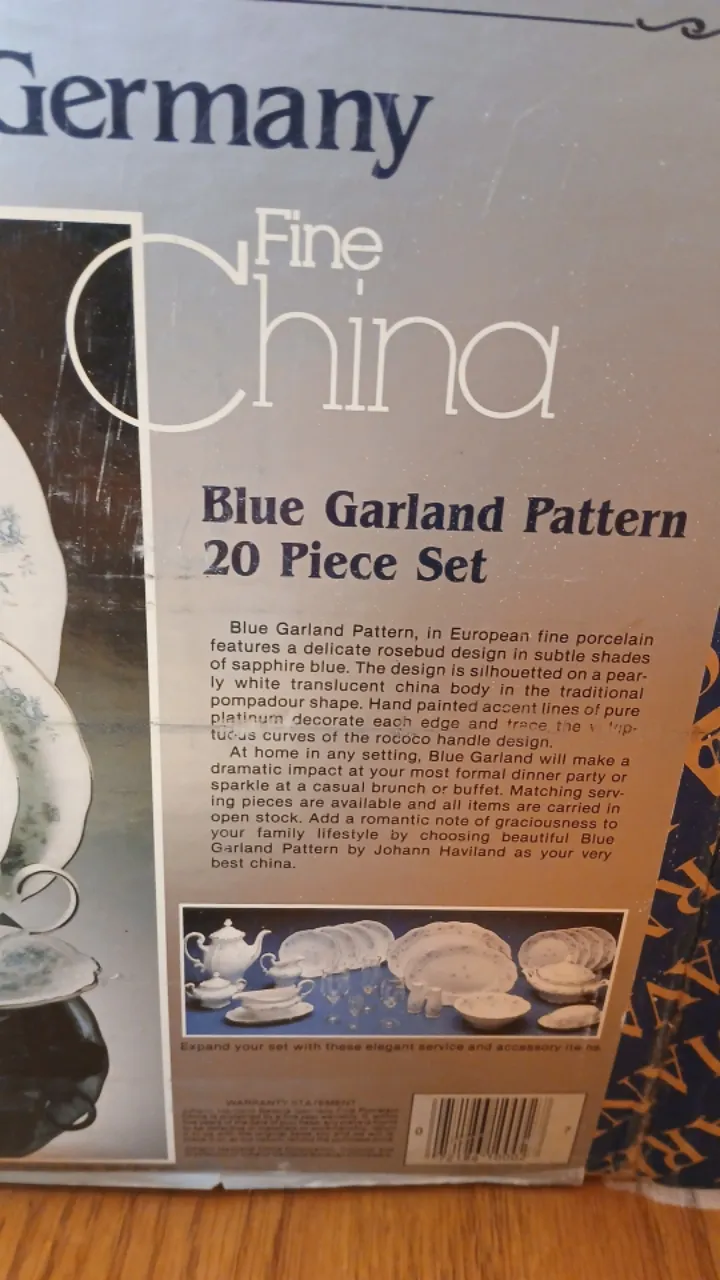 Germany
Fine
China
Blue Garland Pattern
20 Piece Set
Blue Garland Pattern, in European fine porcelain
features a delicate rosebud design in subtle shades
of sapphire blue. The design is silhouetted on a pear-
ly white translucent china body in the traditional
pompadour shape. Hand painted accent lines of pure
platinum decorate each edge and trace the volup-
tuous curves of the rococo handle design.
At home in any setting, Blue Garland will make a
dramatic impact at your most formal dinner party or
sparkle at a casual brunch or buffet. Matching serv-
ing pieces are available and all items are carried in
open stock. Add a romantic note of graciousness to
your family lifestyle by choosing beautiful Blue
Garland Pattern by Johann Haviland as your very
best china.
Expand your set with these elegant service and accessory items
WARRANTY STATEMENT
0
7